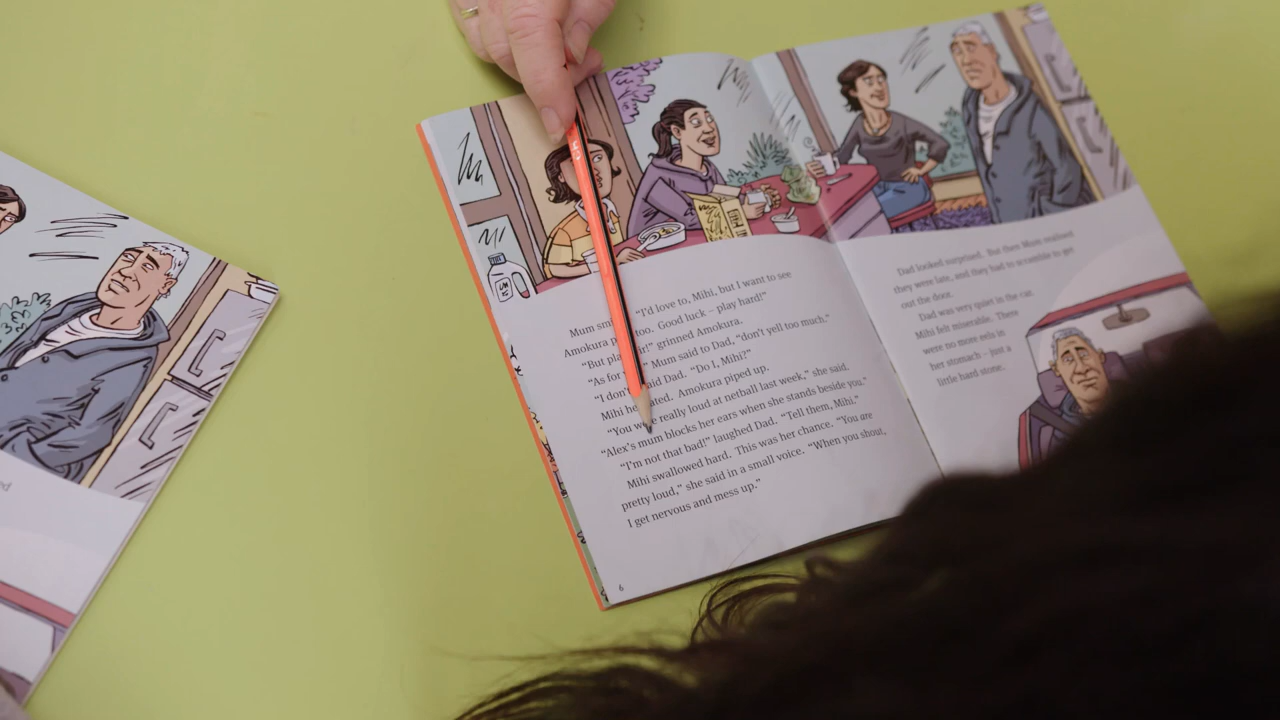 Mum "I'd love to, Mihi, but I want to see
Amokura too. Good luck – play hard!"
"But grinned Amokura.
"As for Mum said to Dad, "don't yell too much."
"I don't said Dad. "Do I, Mihi?"
Mihi Amokura piped up.
"You were really loud at netball last week," she said.
"Alex's mum blocks her ears when she stands beside you."
"I'm not that bad!" laughed Dad. "Tell them, Mihi."
Mihi swallowed hard. This was her chance. "You are
pretty loud," she said in a small voice. "When you shout,
I get nervous and mess up."
6
Dad looked surprised. But then Mum realised
they were late, and they had to scramble to get
out the door.
Dad was very quiet in the car.
Mihi felt miserable. There
were no more eels in
her stomach – just a
little hard stone.